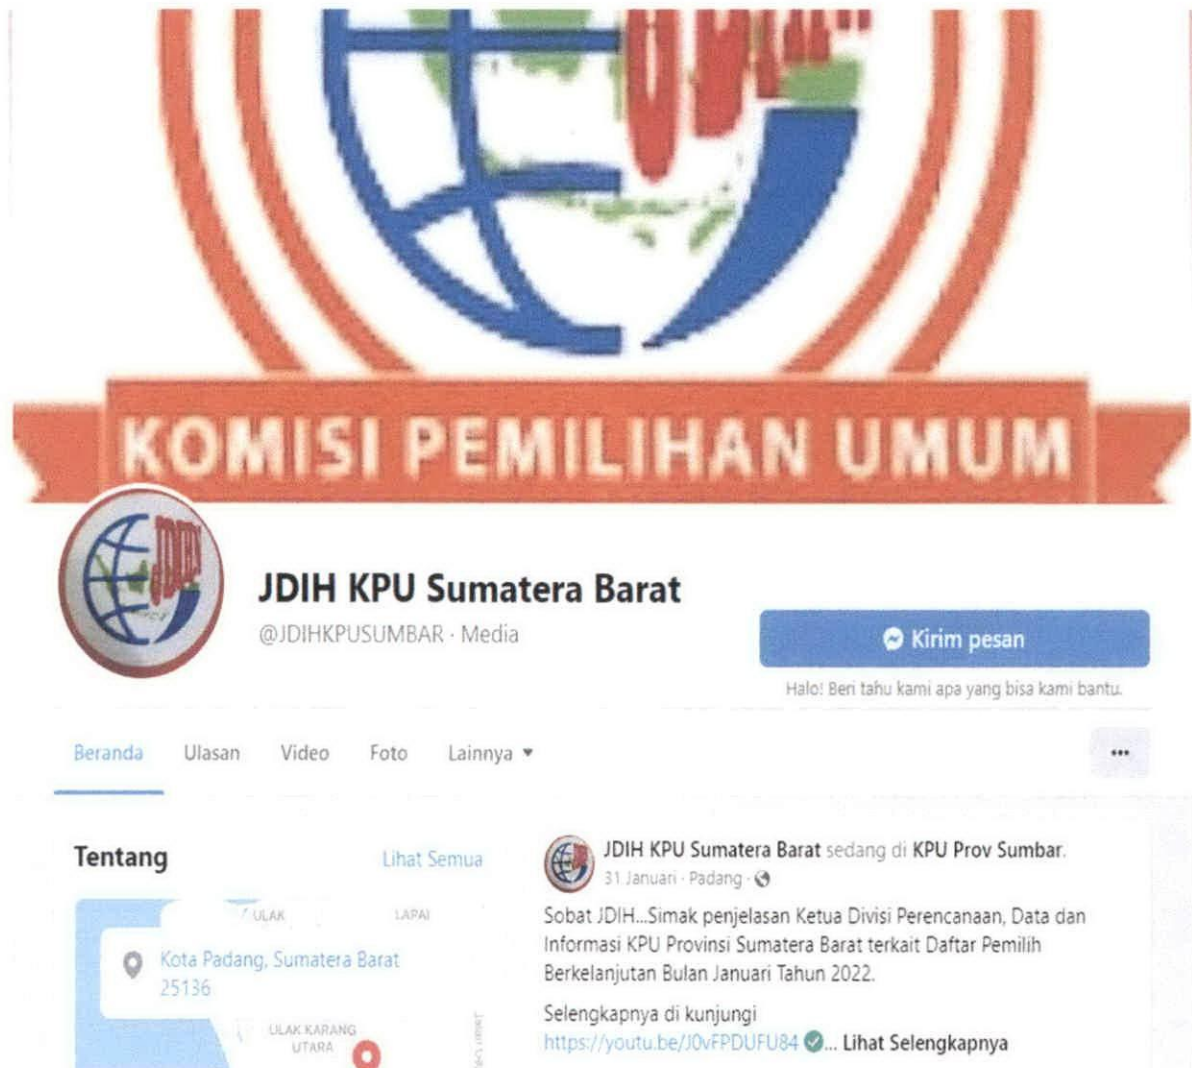 KOMISI PEMILIHAN UMUM
JDIHN
JDIH KPU Sumatera Barat
@JDIHKPUSUMBAR · Media
Kirim pesan
Halo! Beri tahu kami apa yang bisa kami bantu.
Beranda Ulasan Video Foto Lainnya
Tentang
Lihat Semua
ULAK LAPAI
Kota Padang, Sumatera Barat
25136
ULAK KARANG
UTARA
JDIH KPU Sumatera Barat sedang di KPU Prov Sumbar.
31 Januari · Padang ·
Sobat JDIH...Simak penjelasan Ketua Divisi Perencanaan, Data dan
Informasi KPU Provinsi Sumatera Barat terkait Daftar Pemilih
Berkelanjutan Bulan Januari Tahun 2022.
Selengkapnya di kunjungi
https://youtu.be/J0vFPDUFU84 ✅... Lihat Selengkapnya